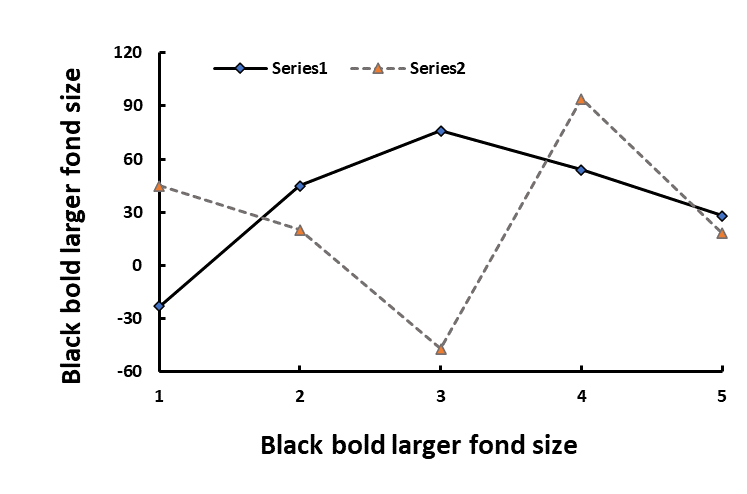 Black bold larger fond size
120
90
60
30
0
-30
-60
Series1 Series2
1 2 3 4 5
Black bold larger fond size